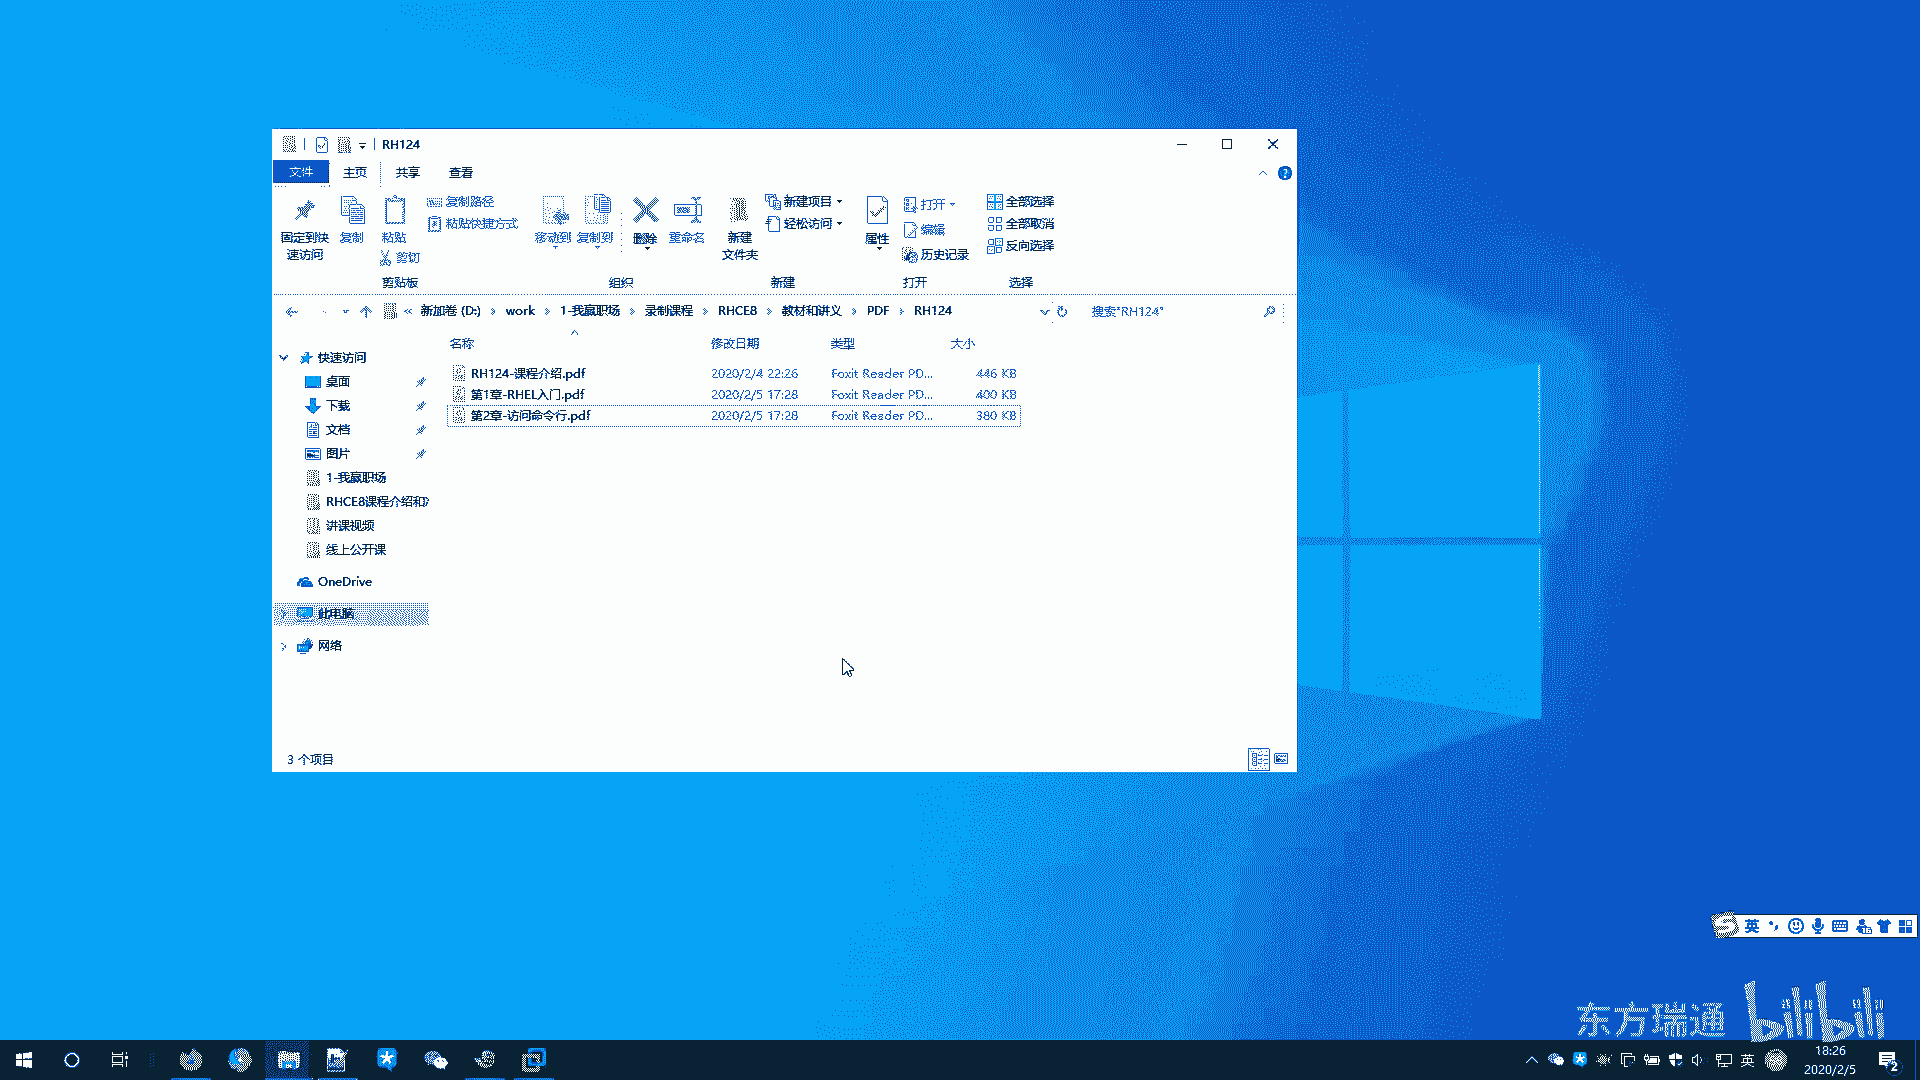 RH124
文件 主页 共享 查看
固定到快速访问 复制 粘贴 复制路径 粘贴快捷方式 剪切 移动到 复制到 删除 重命名 新建文件夹 新建项目 轻松访问 属性 打开 编辑 历史记录 全部选择 全部取消 反向选择
剪贴板 组织 新建 打开 选择
« 新加卷 (D:) › work › 1-我赢职场 › 录制课程 › RHCE8 › 教材和讲义 › PDF › RH124 搜索"RH124"
名称 修改日期 类型 大小
RH124-课程介绍.pdf 2020/2/4 22:26 Foxit Reader PD... 446 KB
第1章-RHEL入门.pdf 2020/2/5 17:28 Foxit Reader PD... 400 KB
第2章-访问命令行.pdf 2020/2/5 17:28 Foxit Reader PD... 380 KB
快速访问
桌面
下载
文档
图片
1-我赢职场
RHCE8课程介绍和
讲课视频
线上公开课
OneDrive
此电脑
网络
3 个项目
英
东方瑞通 bilibili
英 18:26
2020/2/5
2